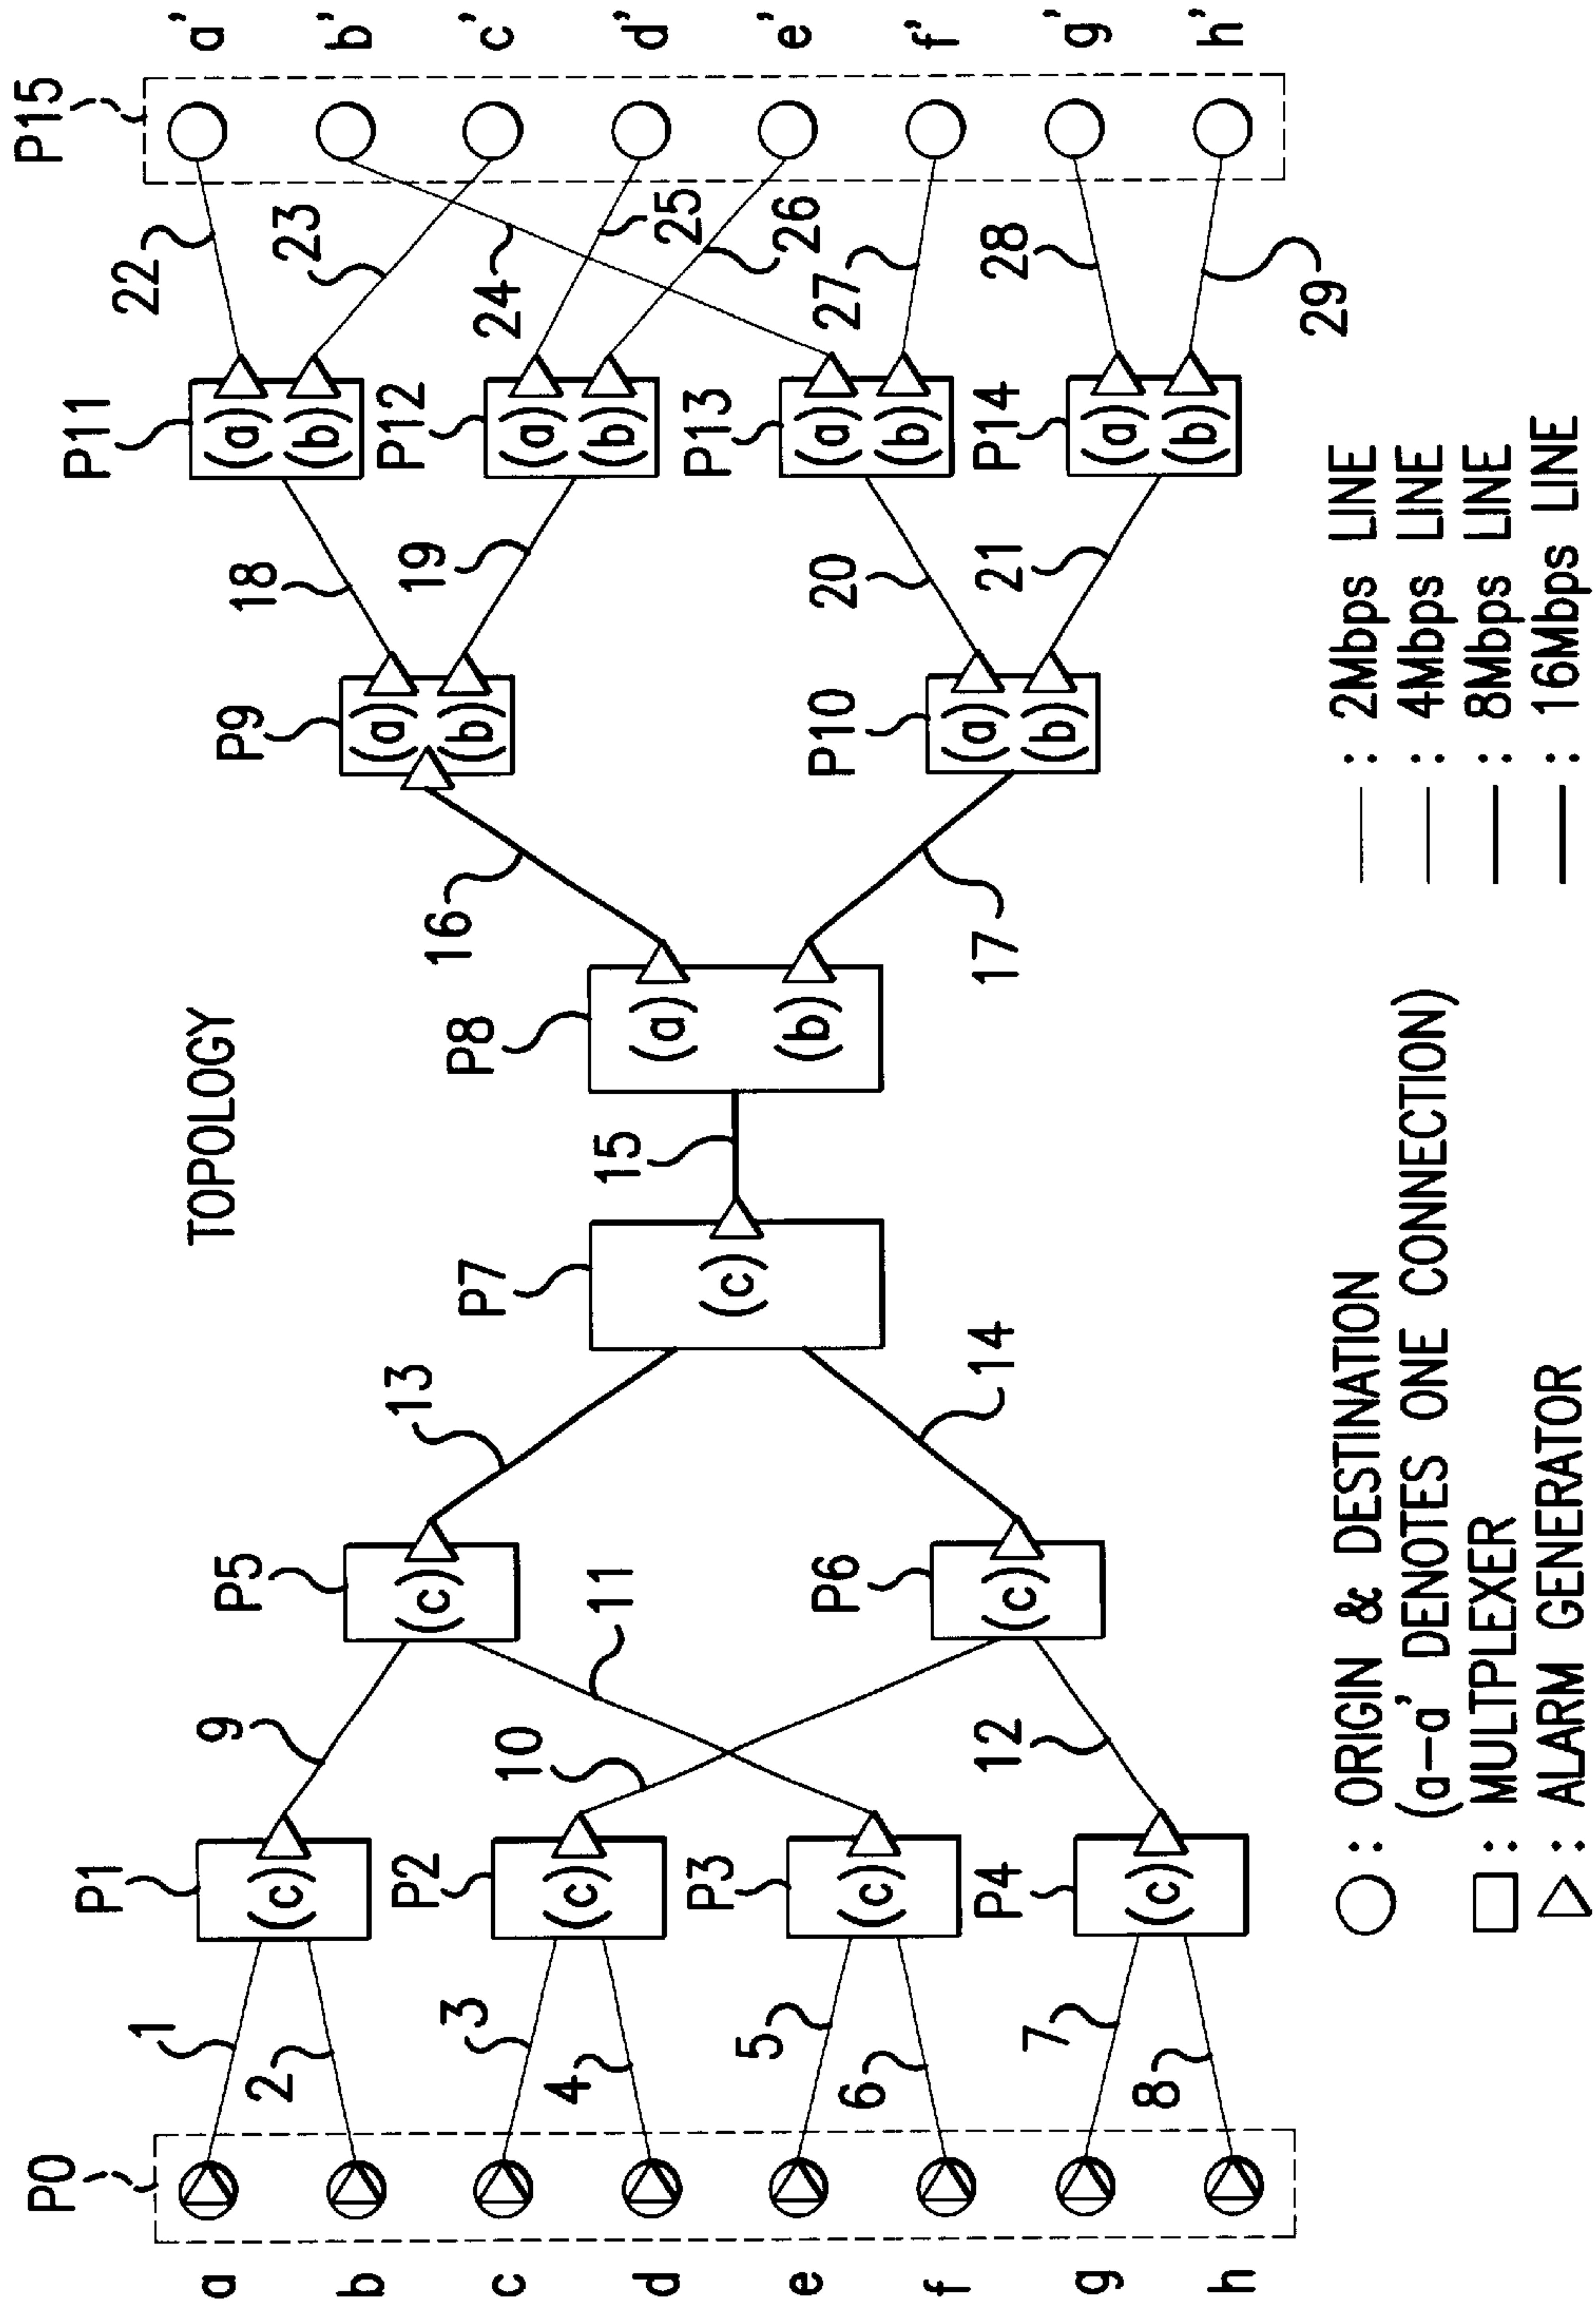 TOPOLOGY
P0
a
b
c
d
e
f
g
h
1
2
3
4
5
6
7
8
P1
(c)
P2
(c)
P3
(c)
P4
(c)
9
10
11
12
P5
(c)
P6
(c)
13
14
P7
(c)
15
P8
(a)
(b)
16
17
P9
(a)
(b)
P10
(a)
(b)
18
19
20
21
P11
(a)
(b)
P12
(a)
(b)
P13
(a)
(b)
P14
(a)
(b)
22
23
24
25
26
27
28
29
P15
a'
b'
c'
d'
e'
f'
g'
h'
: ORIGIN & DESTINATION
(a-a' DENOTES ONE CONNECTION)
: MULTPLEXER
: ALARM GENERATOR
: 2Mbps LINE
: 4Mbps LINE
: 8Mbps LINE
: 16Mbps LINE